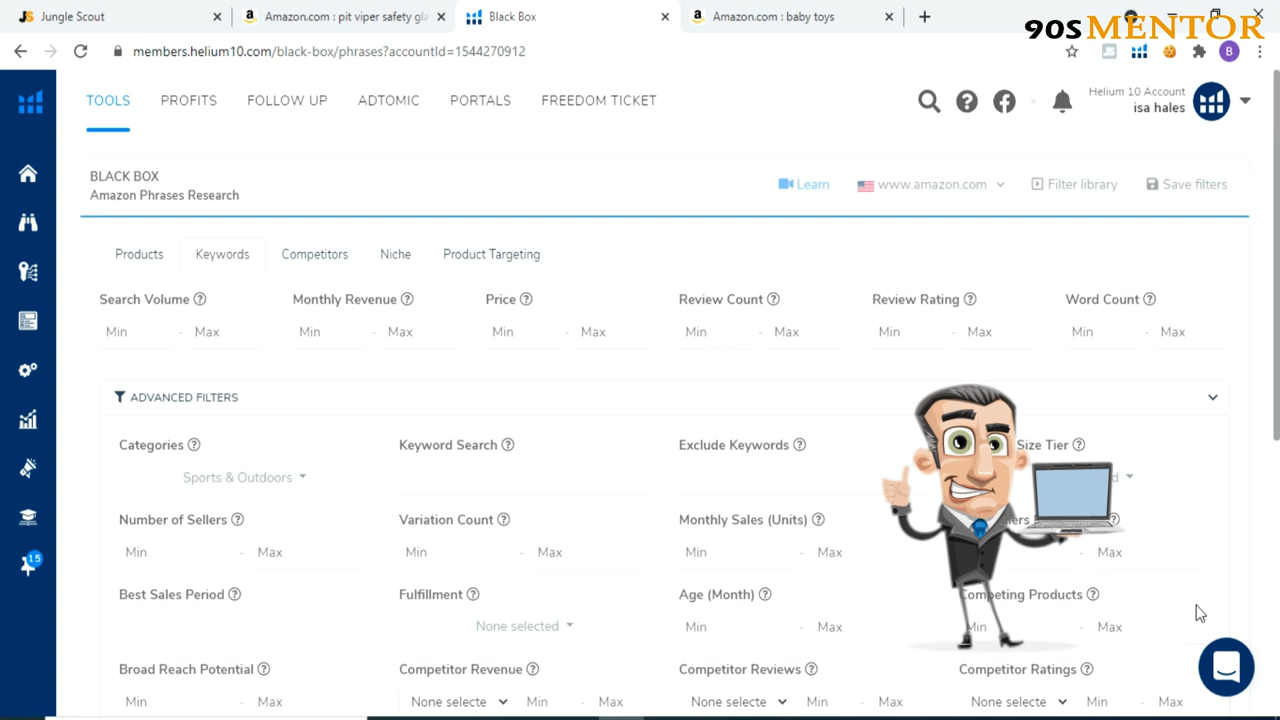 Jungle Scout
Amazon.com : pit viper safety gla
Black Box
Amazon.com : baby toys
90s MENTOR
members.helium10.com/black-box/phrases?accountId=1544270912
B
TOOLS PROFITS FOLLOW UP ADTOMIC PORTALS FREEDOM TICKET
Helium 10 Account
isa hales
BLACK BOX
Amazon Phrases Research
Learn www.amazon.com Filter library Save filters
Products Keywords Competitors Niche Product Targeting
Search Volume Monthly Revenue Price Review Count Review Rating Word Count
Min - Max Min - Max Min - Max Min - Max Min - Max Min - Max
ADVANCED FILTERS
Categories Keyword Search Exclude Keywords Size Tier
Sports & Outdoors
Number of Sellers Variation Count Monthly Sales (Units)
Min - Max Min - Max Min - Max - Max
Best Sales Period Fulfillment Age (Month) Competing Products
15
None selected Min - Max Min - Max
Broad Reach Potential Competitor Revenue Competitor Reviews Competitor Ratings
Min - Max None selecte Min - Max None selecte Min - Max None selecte Min - Max